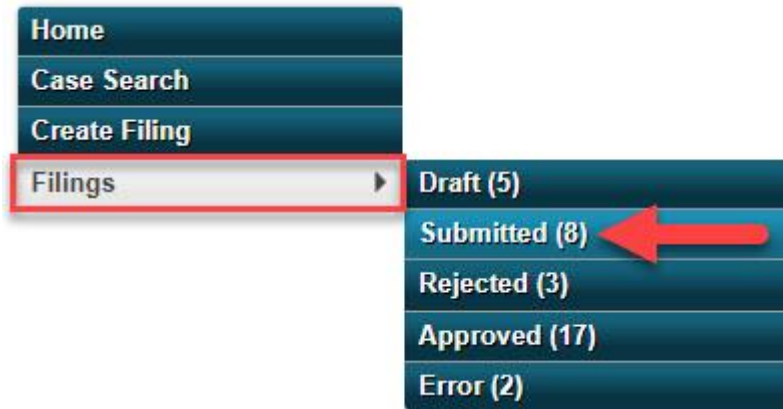 Home
Case Search
Create Filing
Filings
Draft (5)
Submitted (8)
Rejected (3)
Approved (17)
Error (2)